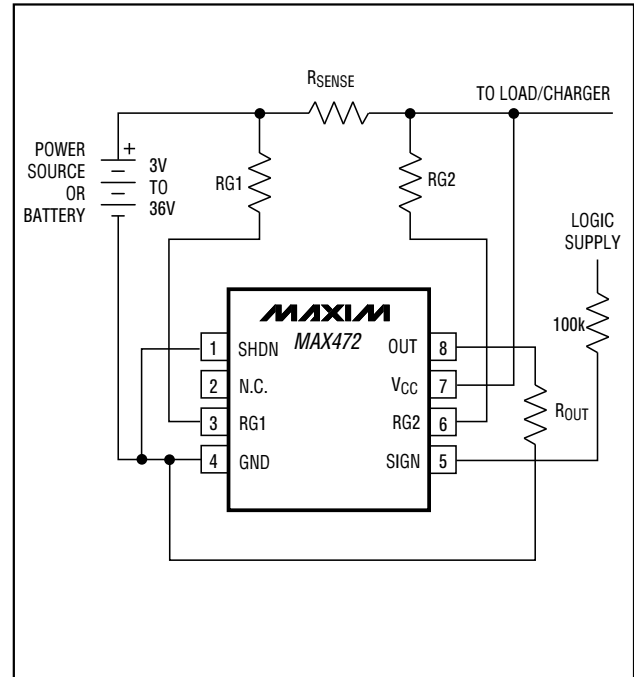 RSENSE
TO LOAD/CHARGER
POWER
SOURCE
OR
BATTERY
+
3V
TO
36V
RG1
RG2
LOGIC
SUPPLY
100k
MAXIM
MAX472
1 SHDN
2 N.C.
3 RG1
4 GND
OUT 8
VCC 7
RG2 6
SIGN 5
ROUT